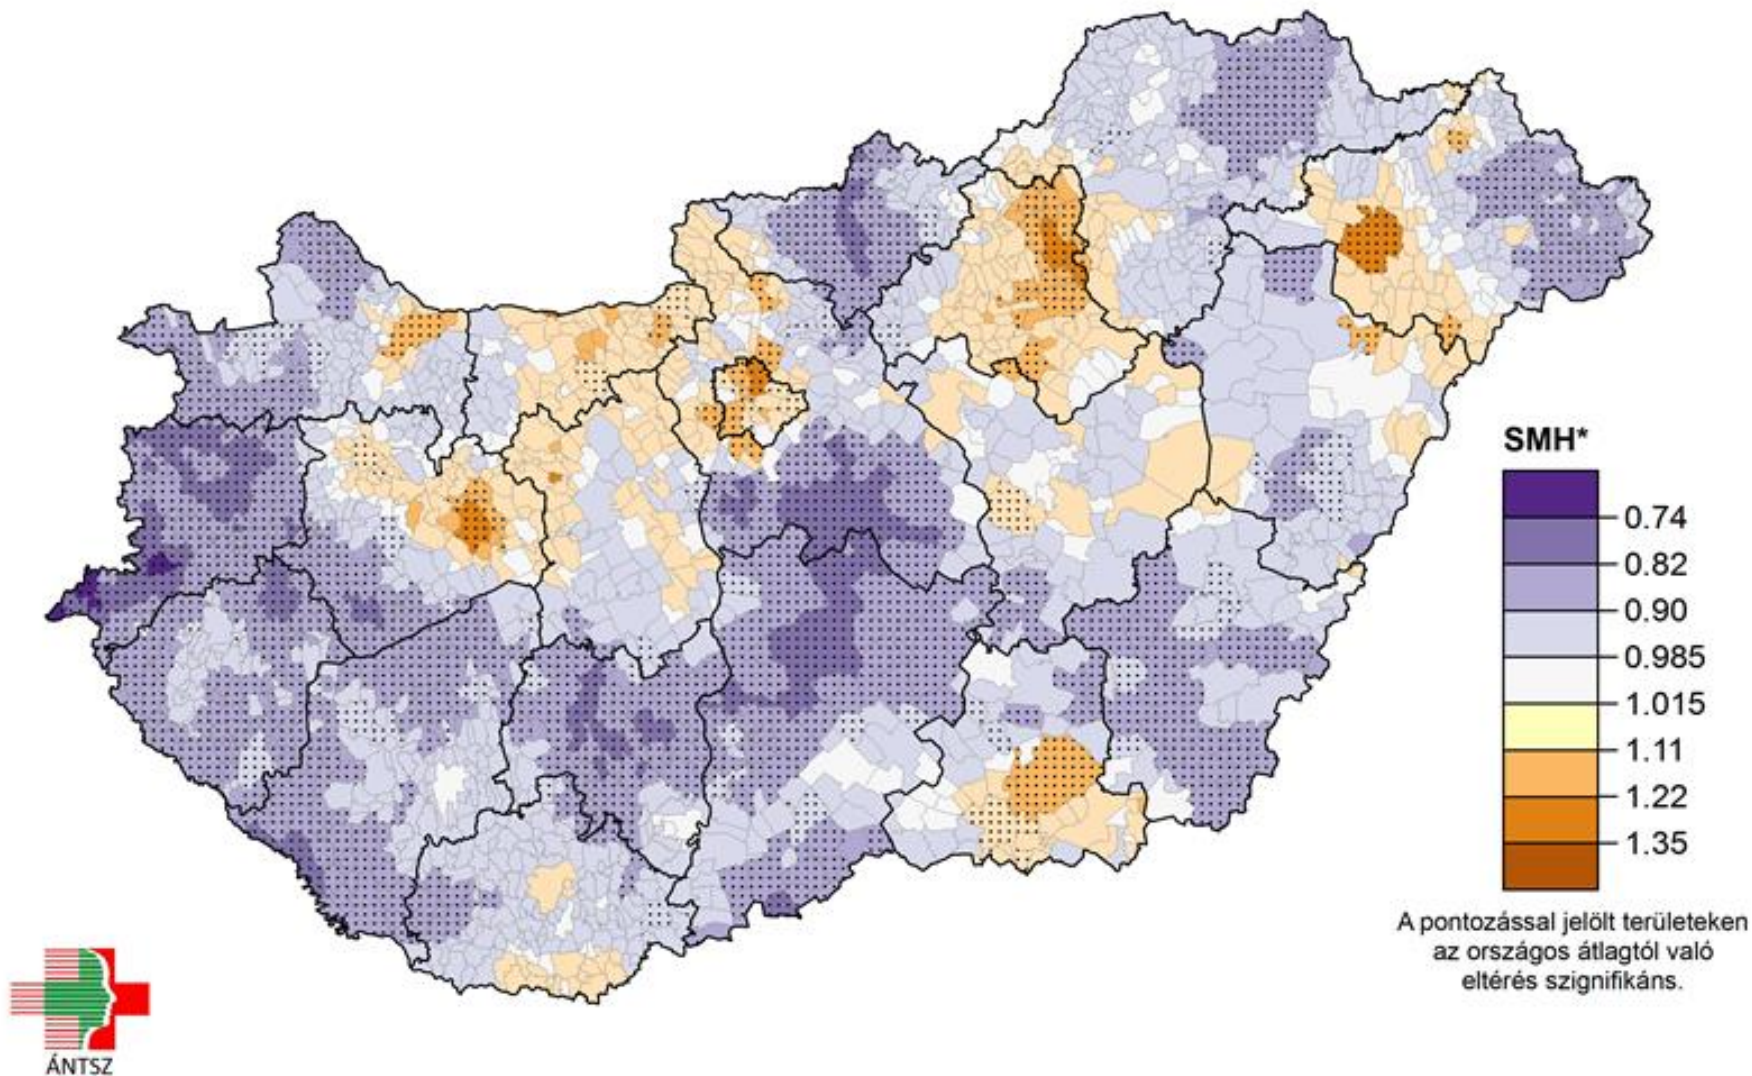 SMH*
0.74
0.82
0.90
0.985
1.015
1.11
1.22
1.35
A pontozással jelölt területeken
az országos átlagtól való
eltérés szignifikáns.
ÁNTSZ